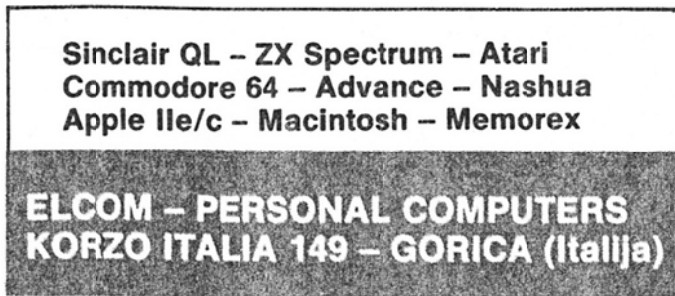 Sinclair QL – ZX Spectrum – Atari
Commodore 64 – Advance – Nashua
Apple IIe/c – Macintosh – Memorex
ELCOM – PERSONAL COMPUTERS
KORZO ITALIA 149 – GORICA (Italija)